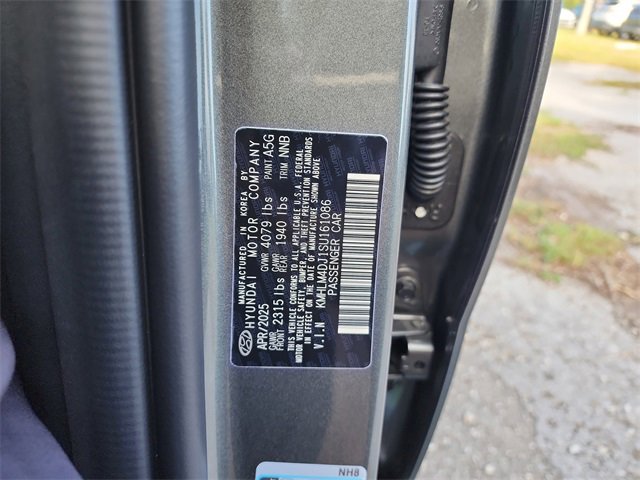 MANUFACTURED IN KOREA BY
HYUNDAI MOTOR COMPANY
APR/2025 GVWR 4079 lbs PAINT A5G
GAWR FRONT 2315 lbs GAWR REAR 1940 lbs TRIM NNB
THIS VEHICLE CONFORMS TO ALL APPLICABLE U.S.A. FEDERAL
MOTOR VEHICLE SAFETY, BUMPER, AND THEFT PREVENTION STANDARDS
IN EFFECT ON THE DATE OF MANUFACTURE SHOWN ABOVE
V.I.N KMHLM4DJ1SU161086
PASSENGER CAR
NH8